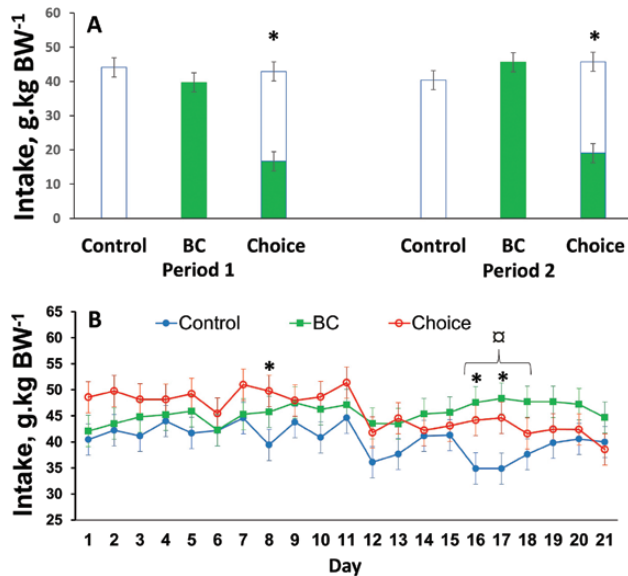 A
Intake, g.kg BW-1
60
50
40
30
20
10
0
*
*
Control BC Choice Control BC Choice
Period 1 Period 2
B
Control BC Choice
Intake, g.kg BW-1
65
60
55
50
45
40
35
30
25
¤
*
* *
1 2 3 4 5 6 7 8 9 10 11 12 13 14 15 16 17 18 19 20 21
Day